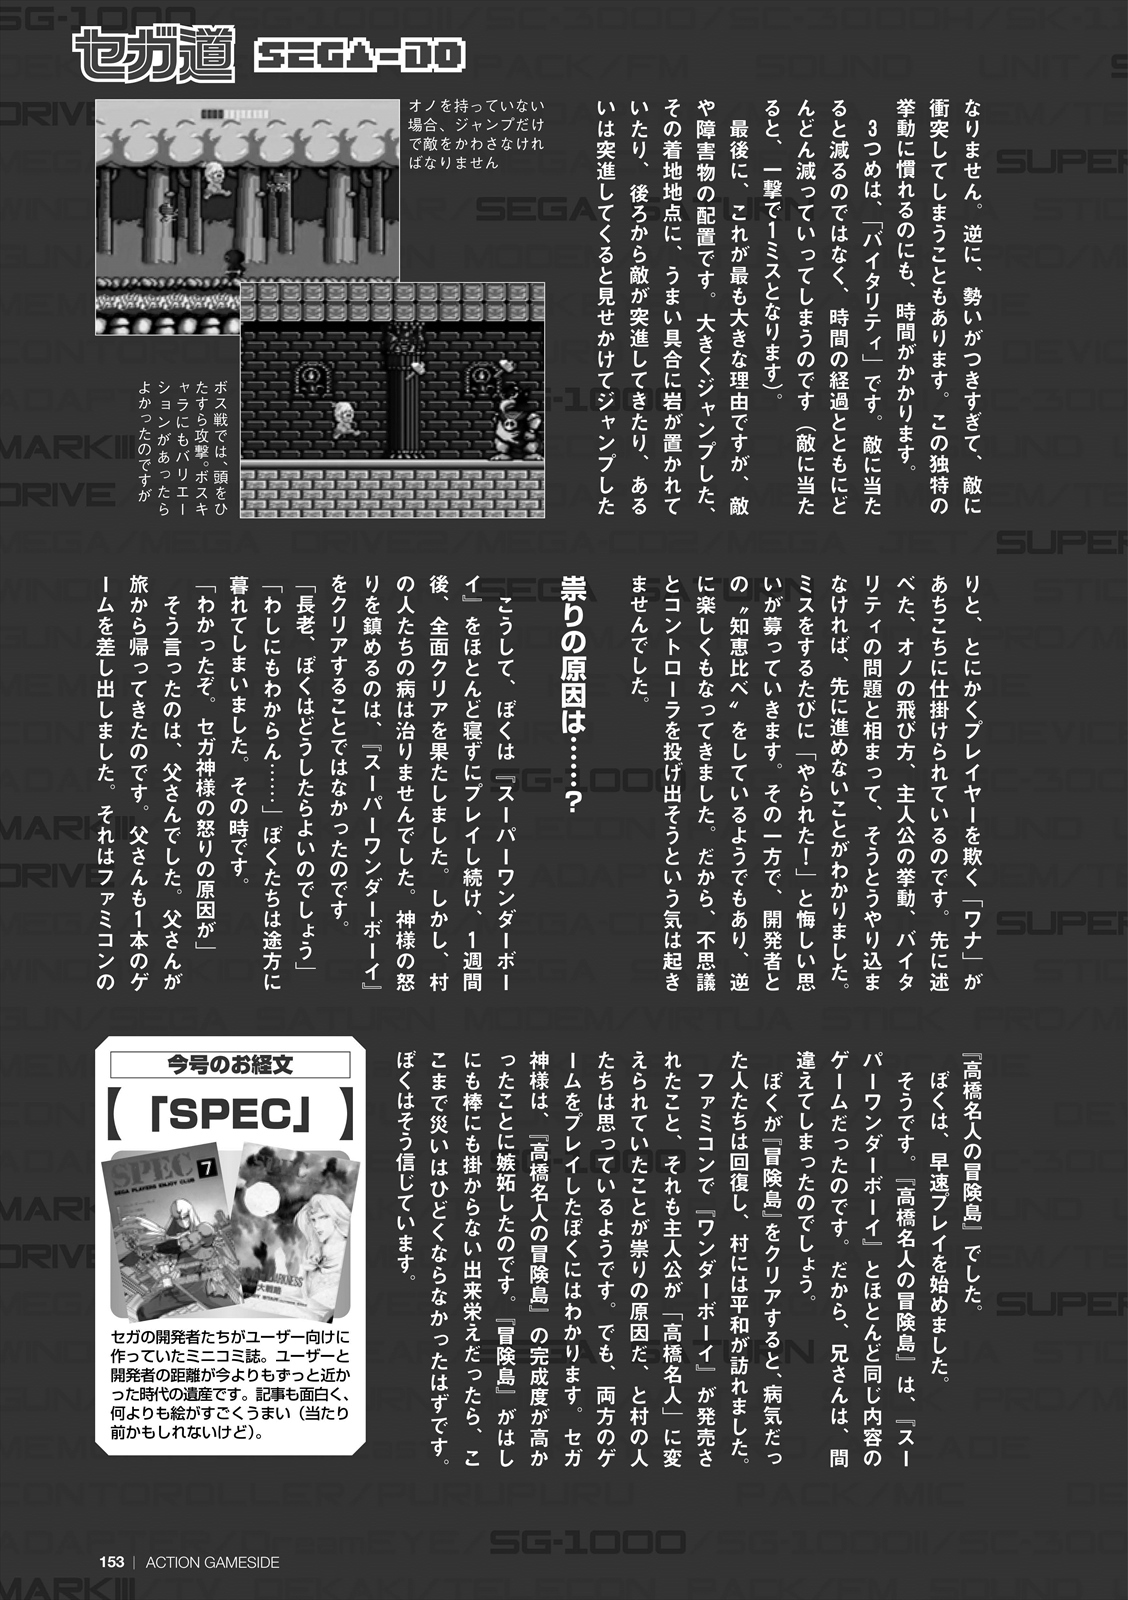 セガ道 SEGA-DO
なりません。逆に、勢いがつきすぎて、敵に
衝突してしまうこともあります。この独特の
挙動に慣れるのにも、時間がかかります。
3つめは、「バイタリティ」です。敵に当た
ると減るのではなく、時間の経過とともにど
んどん減っていってしまうのです（敵に当た
ると、一撃で1ミスとなります）。
最後に、これが最も大きな理由ですが、敵
や障害物の配置です。大きくジャンプした、
その着地地点に、うまい具合に岩が置かれて
いたり、後ろから敵が突進してきたり、ある
いは突進してくると見せかけてジャンプした
オノを持っていない
場合、ジャンプだけ
で敵をかわさなけれ
ばなりません
ボス戦では、頭をひ
たすら攻撃。ボスキ
ャラにもバリエー
ションがあったら
よかったのですが
りと、とにかくプレイヤーを欺く「ワナ」が
あちこちに仕掛けられているのです。先に述
べた、オノの飛び方、主人公の挙動、バイタ
リティの問題と相まって、そうとうやり込ま
なければ、先に進めないことがわかりました。
ミスをするたびに「やられた！」と悔しい思
いが募っていきます。その一方で、開発者と
の〝知恵比べ〟をしているようでもあり、逆
に楽しくもなってきました。だから、不思議
とコントローラを投げ出そうという気は起き
ませんでした。
祟りの原因は……？
こうして、ぼくは『スーパーワンダーボー
イ』をほとんど寝ずにプレイし続け、1週間
後、全面クリアを果たしました。しかし、村
の人たちの病は治りませんでした。神様の怒
りを鎮めるのは、『スーパーワンダーボーイ』
をクリアすることではなかったのです。
「長老、ぼくはどうしたらよいのでしょう」
「わしにもわからん……」ぼくたちは途方に
暮れてしまいました。その時です。
「わかったぞ。セガ神様の怒りの原因が」
そう言ったのは、父さんでした。父さんが
旅から帰ってきたのです。父さんも1本のゲ
ームを差し出しました。それはファミコンの
『高橋名人の冒険島』でした。
ぼくは、早速プレイを始めました。
そうです。『高橋名人の冒険島』は、『スー
パーワンダーボーイ』とほとんど同じ内容の
ゲームだったのです。だから、兄さんは、間
違えてしまったのでしょう。
ぼくが『冒険島』をクリアすると、病気だっ
た人たちは回復し、村には平和が訪れました。
ファミコンで『ワンダーボーイ』が発売さ
れたこと、それも主人公が「高橋名人」に変
えられていたことが祟りの原因だ、と村の人
たちは思っているようです。でも、両方のゲ
ームをプレイしたぼくにはわかります。セガ
神様は、『高橋名人の冒険島』の完成度が高か
ったことに嫉妬したのです。『冒険島』がはし
にも棒にも掛からない出来栄えだったら、こ
こまで災いはひどくならなかったはずです。
ぼくはそう信じています。
今号のお経文
【「SPEC」】
SPEC 7
SEGA PLAYERS ENJOY CLUB
特集
DARKNESS
大戦略
セガの開発者たちがユーザー向けに
作っていたミニコミ誌。ユーザーと
開発者の距離が今よりもずっと近か
った時代の遺産です。記事も面白く、
何よりも絵がすごくうまい（当たり
前かもしれないけど）。
153 | ACTION GAMESIDE